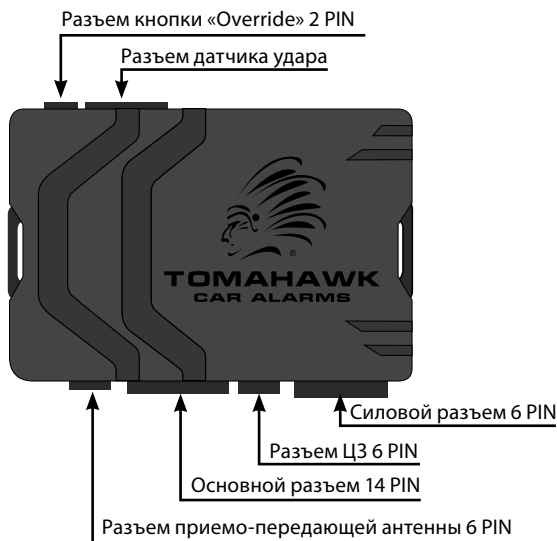 Разъем кнопки «Override» 2 PIN
Разъем датчика удара
®
TOMAHAWK
CAR ALARMS
Силовой разъем 6 PIN
Разъем ЦЗ 6 PIN
Основной разъем 14 PIN
Разъем приемо-передающей антенны 6 PIN